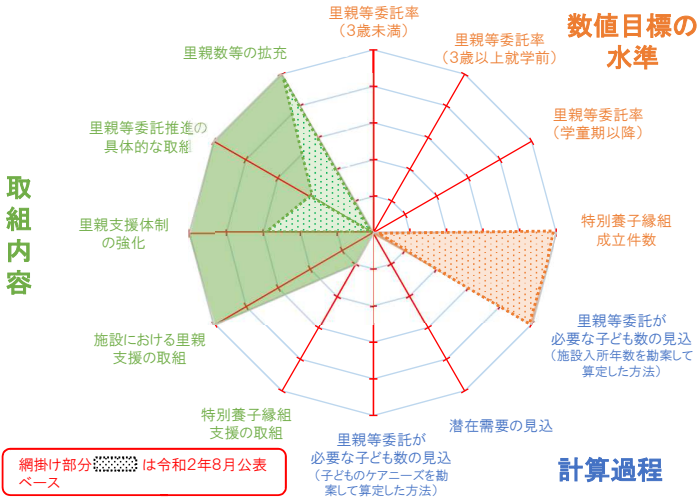 里親等委託率
（3歳未満）
里親等委託率
（3歳以上就学前）
数値目標の
水準
里親等委託率
（学童期以降）
特別養子縁組
成立件数
里親等委託が
必要な子ども数の見込
（施設入所年数を勘案して
算定した方法）
潜在需要の見込
計算過程
里親等委託が
必要な子ども数の見込
（子どものケアニーズを勘
案して算定した方法）
特別養子縁組
支援の取組
施設における里親
支援の取組
里親支援体制
の強化
里親等委託推進の
具体的な取組
里親数等の拡充
取組内容
網掛け部分 は令和2年8月公表
ベース